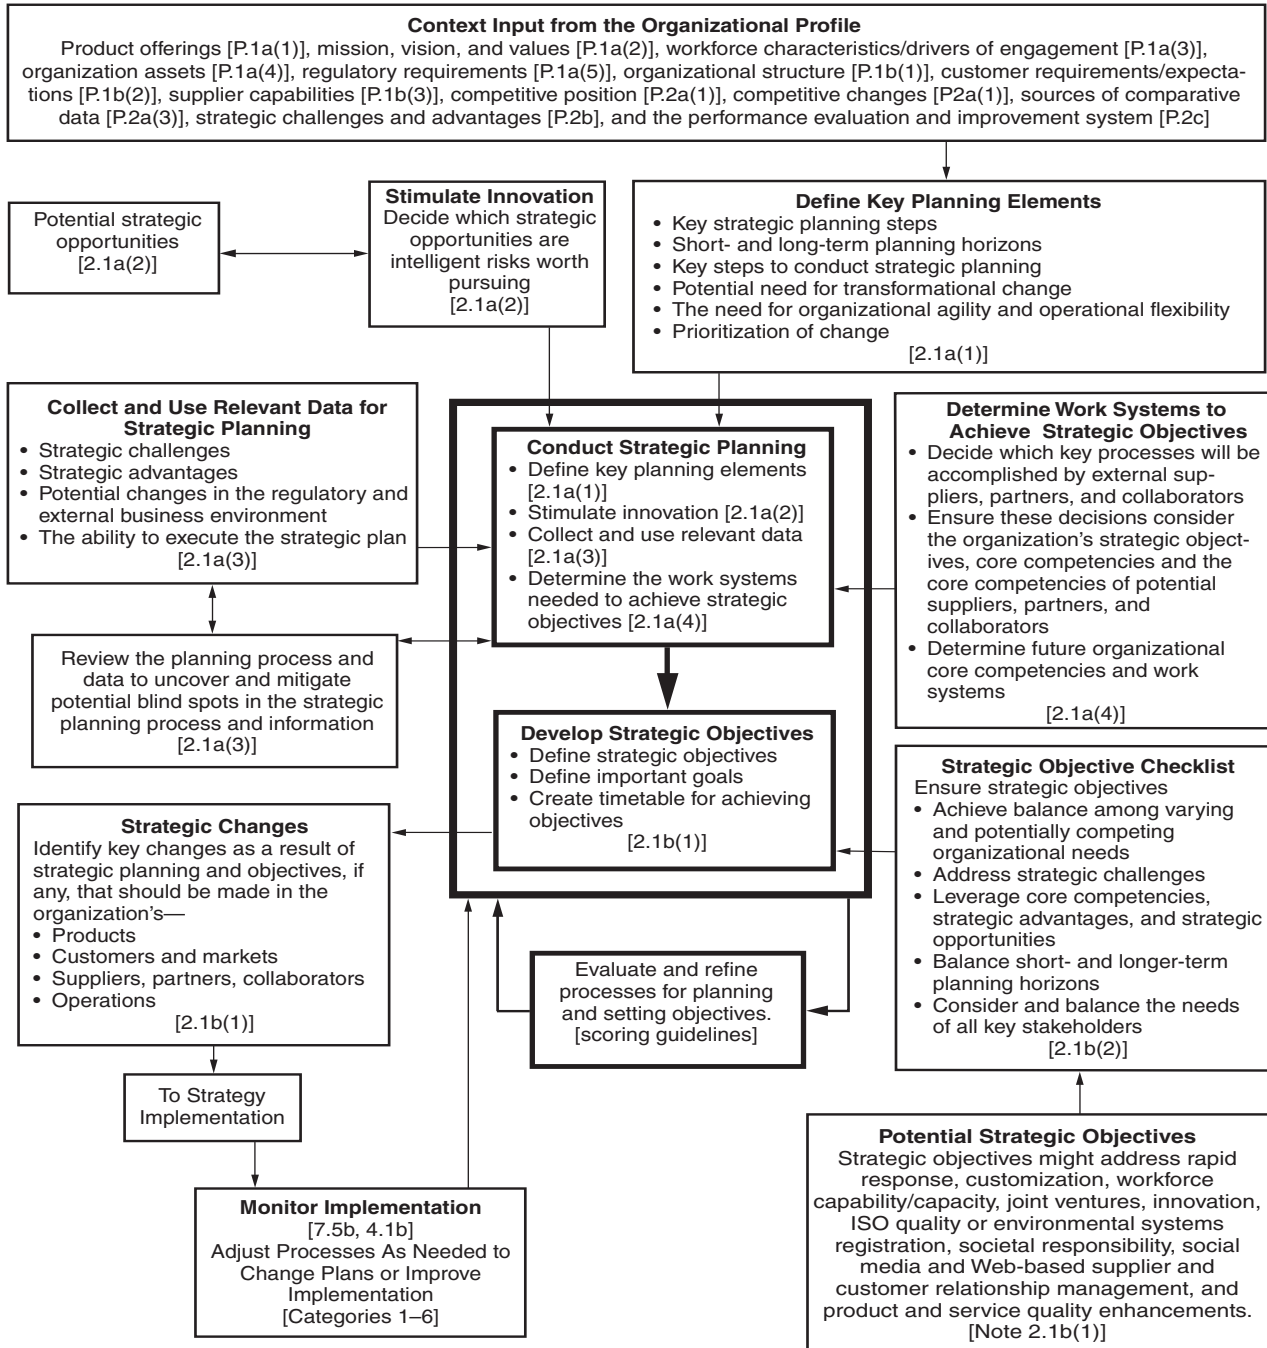 Context Input from the Organizational Profile
Product offerings [P.1a(1)], mission, vision, and values [P.1a(2)], workforce characteristics/drivers of engagement [P.1a(3)],
organization assets [P.1a(4)], regulatory requirements [P.1a(5)], organizational structure [P.1b(1)], customer requirements/expecta-
tions [P.1b(2)], supplier capabilities [P.1b(3)], competitive position [P.2a(1)], competitive changes [P2a(1)], sources of comparative
data [P.2a(3)], strategic challenges and advantages [P.2b], and the performance evaluation and improvement system [P.2c]
Potential strategic
opportunities
[2.1a(2)]
Stimulate Innovation
Decide which strategic
opportunities are
intelligent risks worth
pursuing
[2.1a(2)]
Define Key Planning Elements
• Key strategic planning steps
• Short- and long-term planning horizons
• Key steps to conduct strategic planning
• Potential need for transformational change
• The need for organizational agility and operational flexibility
• Prioritization of change
[2.1a(1)]
Collect and Use Relevant Data for
Strategic Planning
• Strategic challenges
• Strategic advantages
• Potential changes in the regulatory and
external business environment
• The ability to execute the strategic plan
[2.1a(3)]
Conduct Strategic Planning
• Define key planning elements
[2.1a(1)]
• Stimulate innovation [2.1a(2)]
• Collect and use relevant data
[2.1a(3)]
• Determine the work systems
needed to achieve strategic
objectives [2.1a(4)]
Determine Work Systems to
Achieve Strategic Objectives
• Decide which key processes will be
accomplished by external sup-
pliers, partners, and collaborators
• Ensure these decisions consider
the organization's strategic object-
ives, core competencies and the
core competencies of potential
suppliers, partners, and
collaborators
• Determine future organizational
core competencies and work
systems
[2.1a(4)]
Review the planning process and
data to uncover and mitigate
potential blind spots in the strategic
planning process and information
[2.1a(3)]
Develop Strategic Objectives
• Define strategic objectives
• Define important goals
• Create timetable for achieving
objectives
[2.1b(1)]
Strategic Objective Checklist
Ensure strategic objectives
• Achieve balance among varying
and potentially competing
organizational needs
• Address strategic challenges
• Leverage core competencies,
strategic advantages, and strategic
opportunities
• Balance short- and longer-term
planning horizons
• Consider and balance the needs
of all key stakeholders
[2.1b(2)]
Strategic Changes
Identify key changes as a result of
strategic planning and objectives, if
any, that should be made in the
organization's—
• Products
• Customers and markets
• Suppliers, partners, collaborators
• Operations
[2.1b(1)]
Evaluate and refine
processes for planning
and setting objectives.
[scoring guidelines]
To Strategy
Implementation
Monitor Implementation
[7.5b, 4.1b]
Adjust Processes As Needed to
Change Plans or Improve
Implementation
[Categories 1–6]
Potential Strategic Objectives
Strategic objectives might address rapid
response, customization, workforce
capability/capacity, joint ventures, innovation,
ISO quality or environmental systems
registration, societal responsibility, social
media and Web-based supplier and
customer relationship management, and
product and service quality enhancements.
[Note 2.1b(1)]